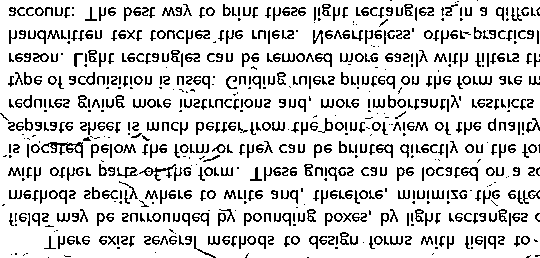 There exist several methods to design forms with fields to
fields may be surrounded by bounding boxes, by light rectangles o
methods specify where to write and, therefore, minimize the effec
with other parts of the form. These guides can be located on a se
is located below the form or they can be printed directly on the fo
separate sheet is much better from the point of view of the quality
requires giving more instructions and, more importantly, restricts
type of acquisition is used. Guiding rulers printed on the form are m
reason. Light rectangles can be removed more easily with filters th
handwritten text touches the rulers. Nevertheless, other practical
account: The best way to print these light rectangles is, in a differe